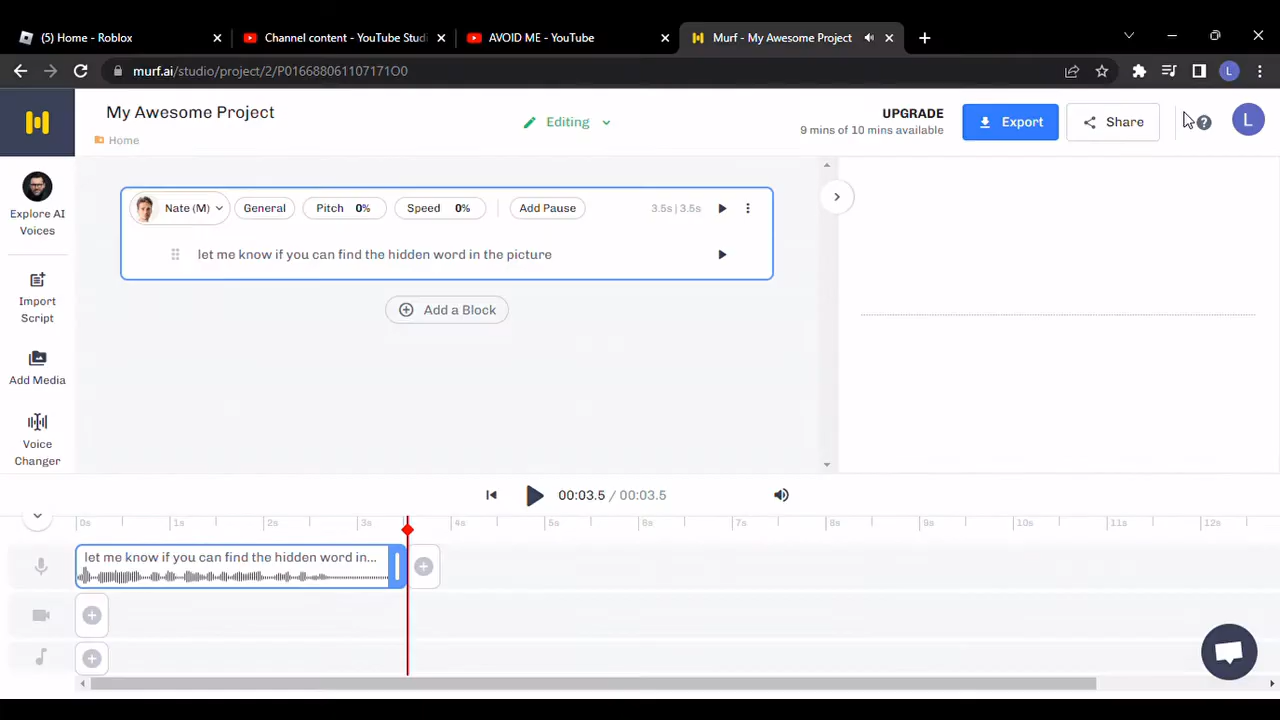 (5) Home - Roblox
Channel content - YouTube Studi
AVOID ME - YouTube
Murf - My Awesome Project
murf.ai/studio/project/2/P016688061107171O0
L
My Awesome Project
Home
Editing
UPGRADE
9 mins of 10 mins available
Export
Share
?
L
Explore AI
Voices
Import
Script
Add Media
Voice
Changer
Nate (M)
General
Pitch 0%
Speed 0%
Add Pause
3.5s | 3.5s
let me know if you can find the hidden word in the picture
Add a Block
00:03.5 / 00:03.5
0s 1s 2s 3s 4s 5s 6s 7s 8s 9s 10s 11s 12s
let me know if you can find the hidden word in...